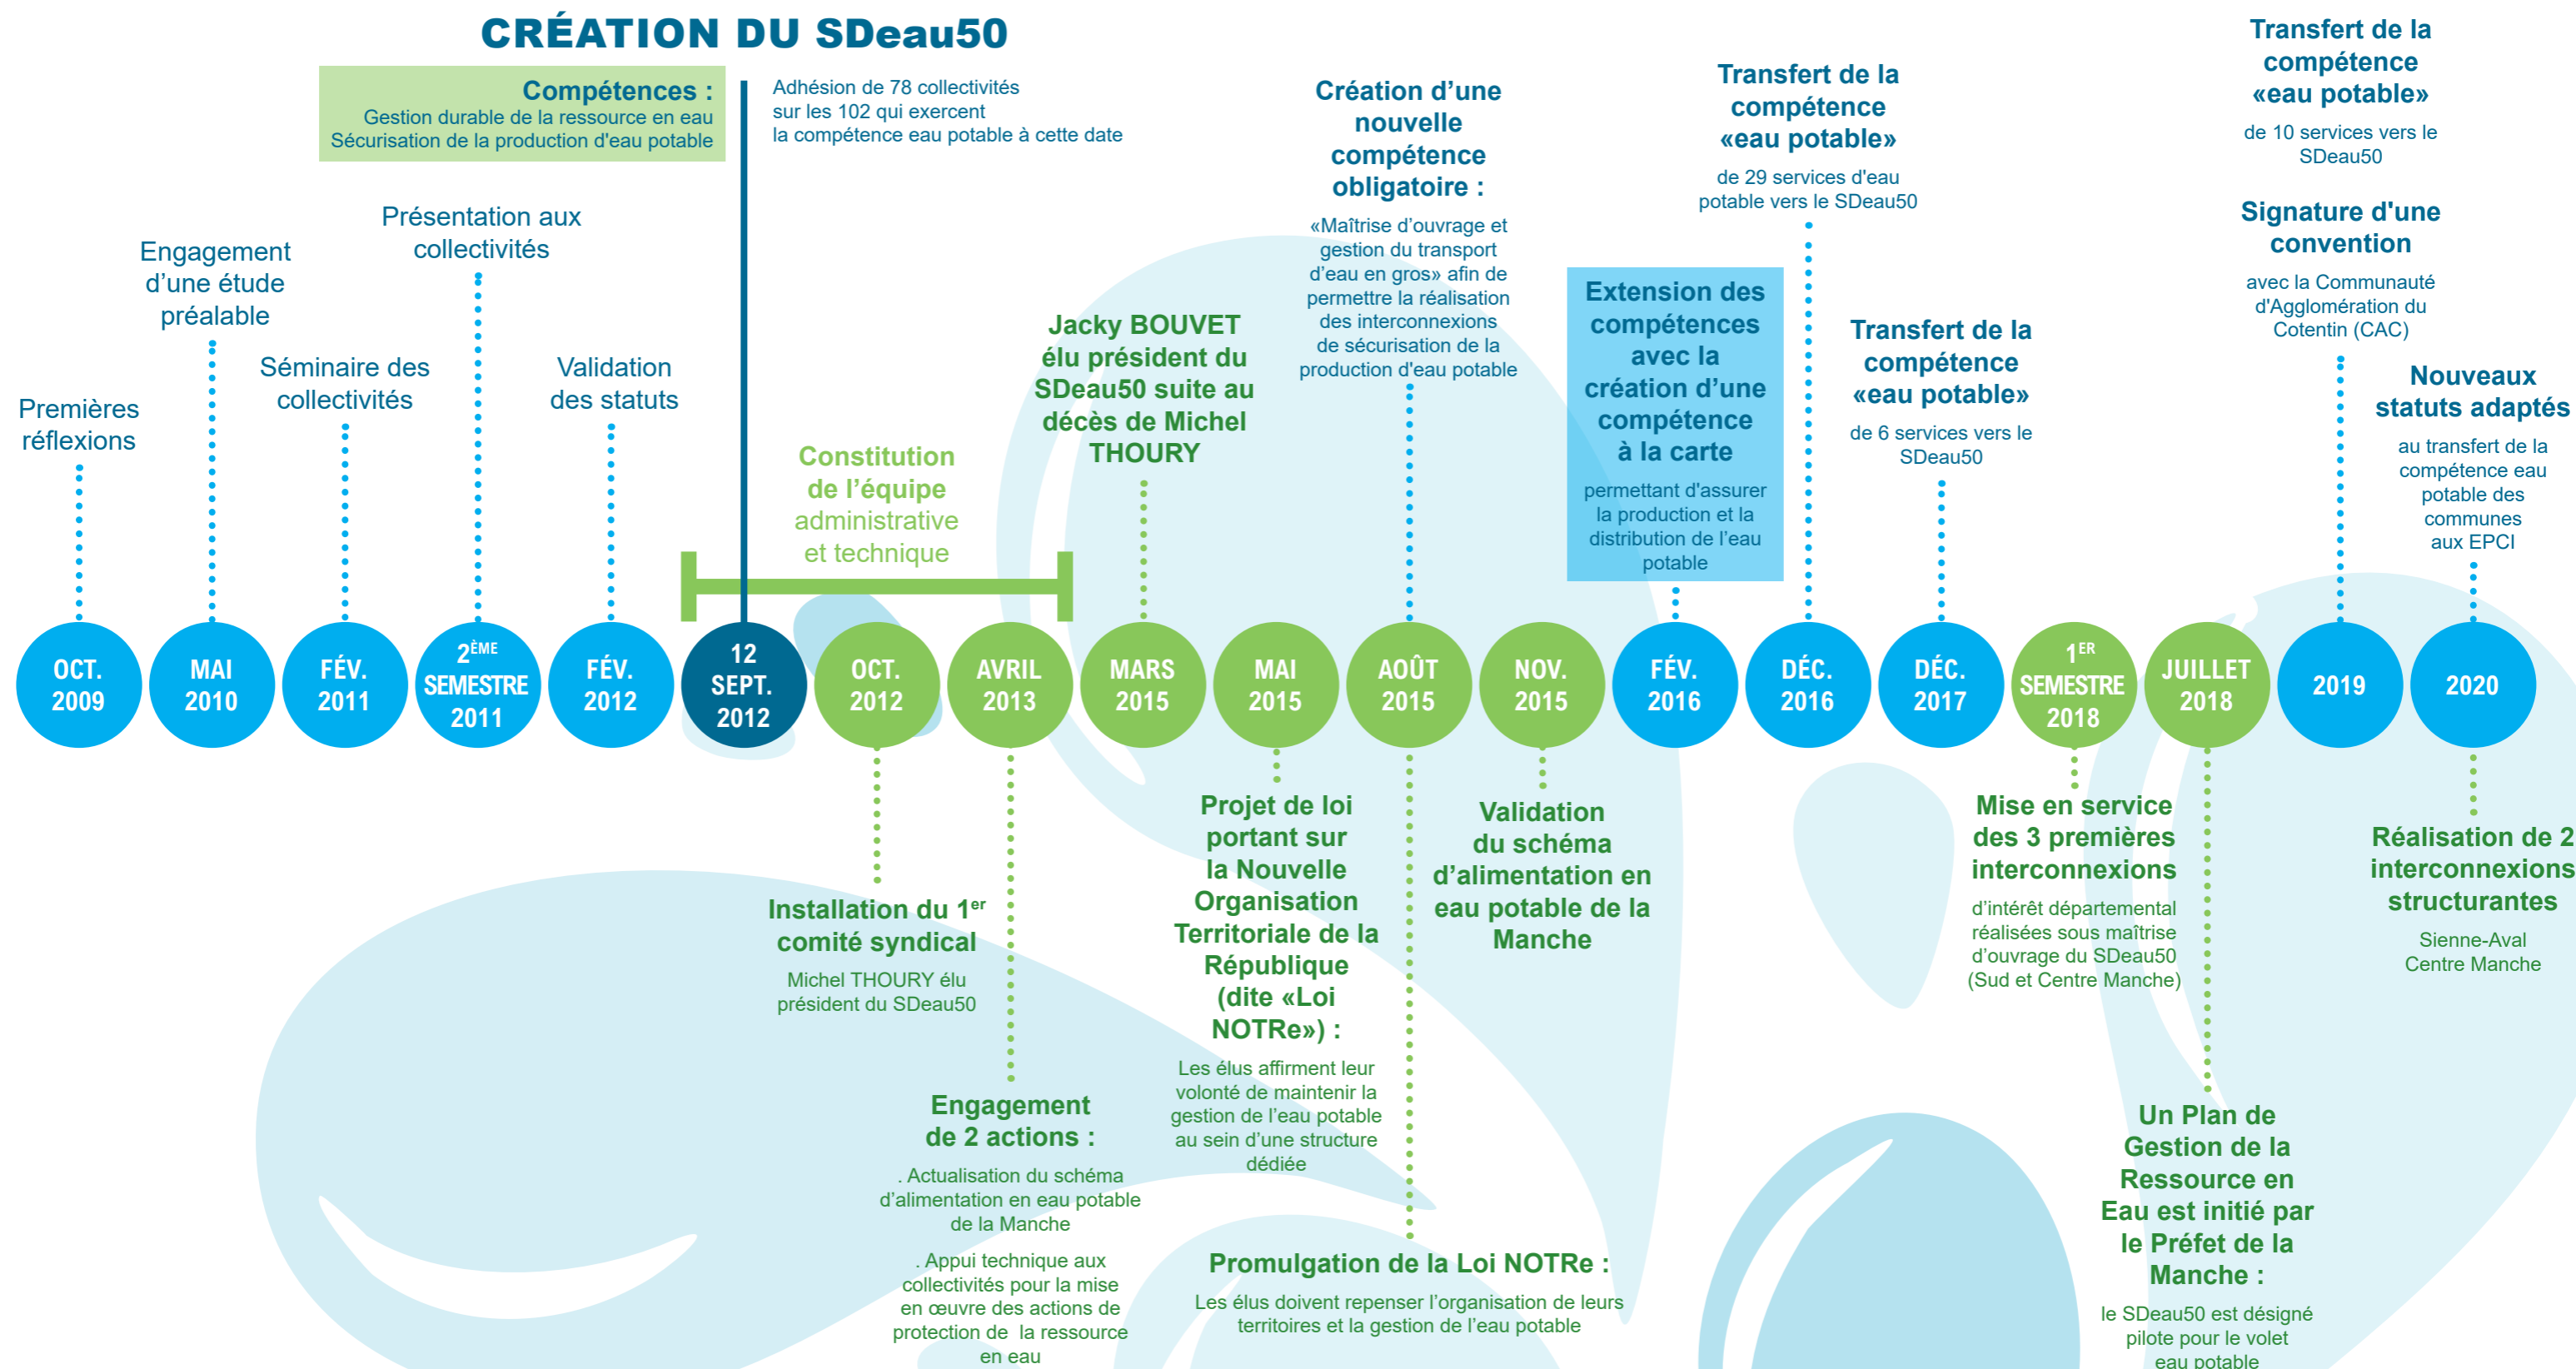 CRÉATION DU SDeau50
Compétences :
Gestion durable de la ressource en eau
Sécurisation de la production d'eau potable
Adhésion de 78 collectivités
sur les 102 qui exercent
la compétence eau potable à cette date
Premières
réflexions
Engagement
d’une étude
préalable
Séminaire des
collectivités
Présentation aux
collectivités
Validation
des statuts
Constitution
de l’équipe
administrative
et technique
Jacky BOUVET
élu président du
SDeau50 suite au
décès de Michel
THOURY
Création d’une
nouvelle
compétence
obligatoire :
«Maîtrise d’ouvrage et
gestion du transport
d’eau en gros» afin de
permettre la réalisation
des interconnexions
de sécurisation de la
production d'eau potable
Extension des
compétences
avec la
création d’une
compétence
à la carte
permettant d'assurer
la production et la
distribution de l’eau
potable
Transfert de la
compétence
«eau potable»
de 29 services d'eau
potable vers le SDeau50
Transfert de la
compétence
«eau potable»
de 6 services vers le
SDeau50
Transfert de la
compétence
«eau potable»
de 10 services vers le
SDeau50
Signature d'une
convention
avec la Communauté
d'Agglomération du
Cotentin (CAC)
Nouveaux
statuts adaptés
au transfert de la
compétence eau
potable des
communes
aux EPCI
OCT.
2009
MAI
2010
FÉV.
2011
2ÈME
SEMESTRE
2011
FÉV.
2012
12
SEPT.
2012
OCT.
2012
AVRIL
2013
MARS
2015
MAI
2015
AOÛT
2015
NOV.
2015
FÉV.
2016
DÉC.
2016
DÉC.
2017
1ER
SEMESTRE
2018
JUILLET
2018
2019
2020
Installation du 1er
comité syndical
Michel THOURY élu
président du SDeau50
Engagement
de 2 actions :
. Actualisation du schéma
d’alimentation en eau potable
de la Manche
. Appui technique aux
collectivités pour la mise
en œuvre des actions de
protection de la ressource
en eau
Projet de loi
portant sur
la Nouvelle
Organisation
Territoriale de la
République
(dite «Loi
NOTRe») :
Les élus affirment leur
volonté de maintenir la
gestion de l’eau potable
au sein d’une structure
dédiée
Promulgation de la Loi NOTRe :
Les élus doivent repenser l’organisation de leurs
territoires et la gestion de l’eau potable
Validation
du schéma
d’alimentation en
eau potable de la
Manche
Mise en service
des 3 premières
interconnexions
d’intérêt départemental
réalisées sous maîtrise
d’ouvrage du SDeau50
(Sud et Centre Manche)
Un Plan de
Gestion de la
Ressource en
Eau est initié par
le Préfet de la
Manche :
le SDeau50 est désigné
pilote pour le volet
eau potable
Réalisation de 2
interconnexions
structurantes
Sienne-Aval
Centre Manche